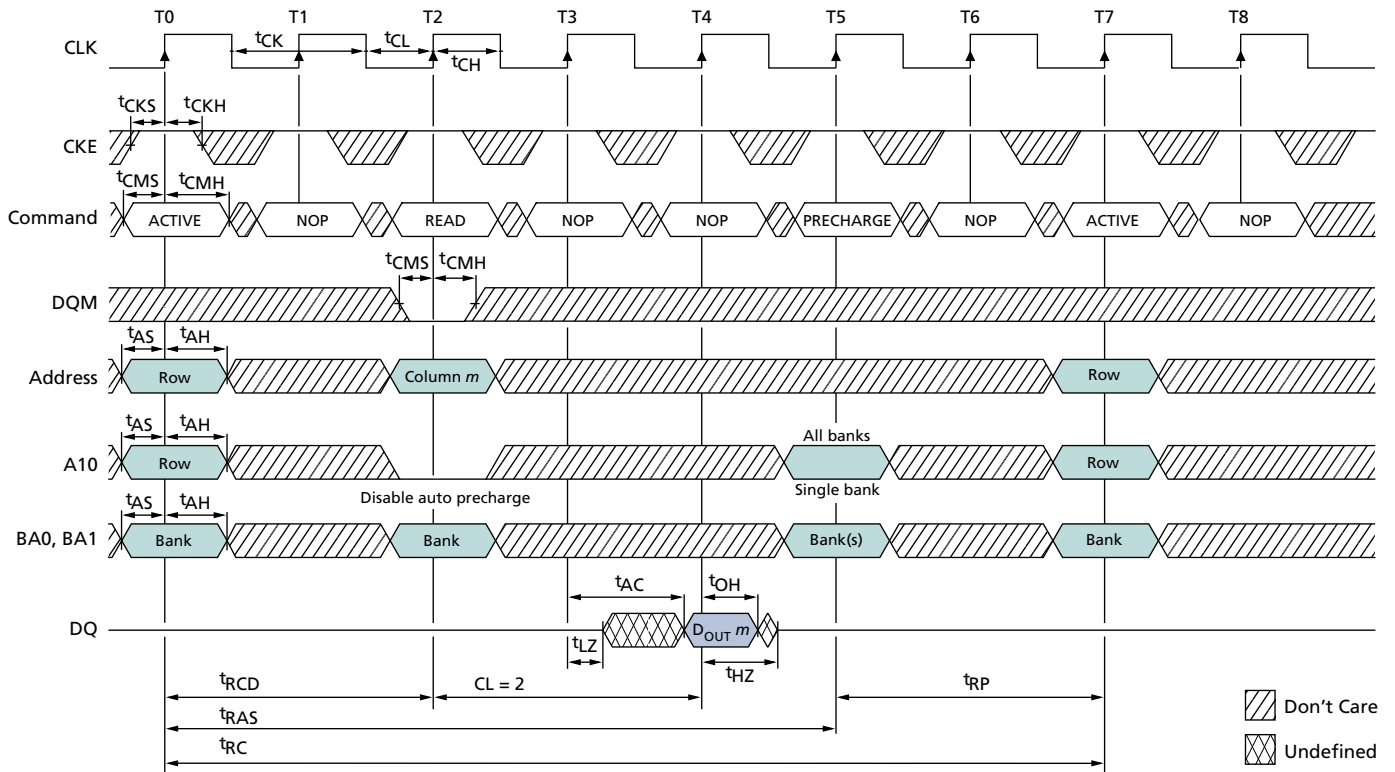 T0 T1 T2 T3 T4 T5 T6 T7 T8
CLK
tCK tCL
tCH
tCKS tCKH
CKE
tCMS tCMH
Command ACTIVE NOP READ NOP NOP PRECHARGE NOP ACTIVE NOP
tCMS tCMH
DQM
tAS tAH
Address Row Column m Row
tAS tAH
All banks
A10 Row Row
Disable auto precharge Single bank
tAS tAH
BA0, BA1 Bank Bank Bank(s) Bank
tAC tOH
DQ DOUT m
tLZ tHZ
tRCD CL = 2 tRP
tRAS
tRC
Don't Care
Undefined